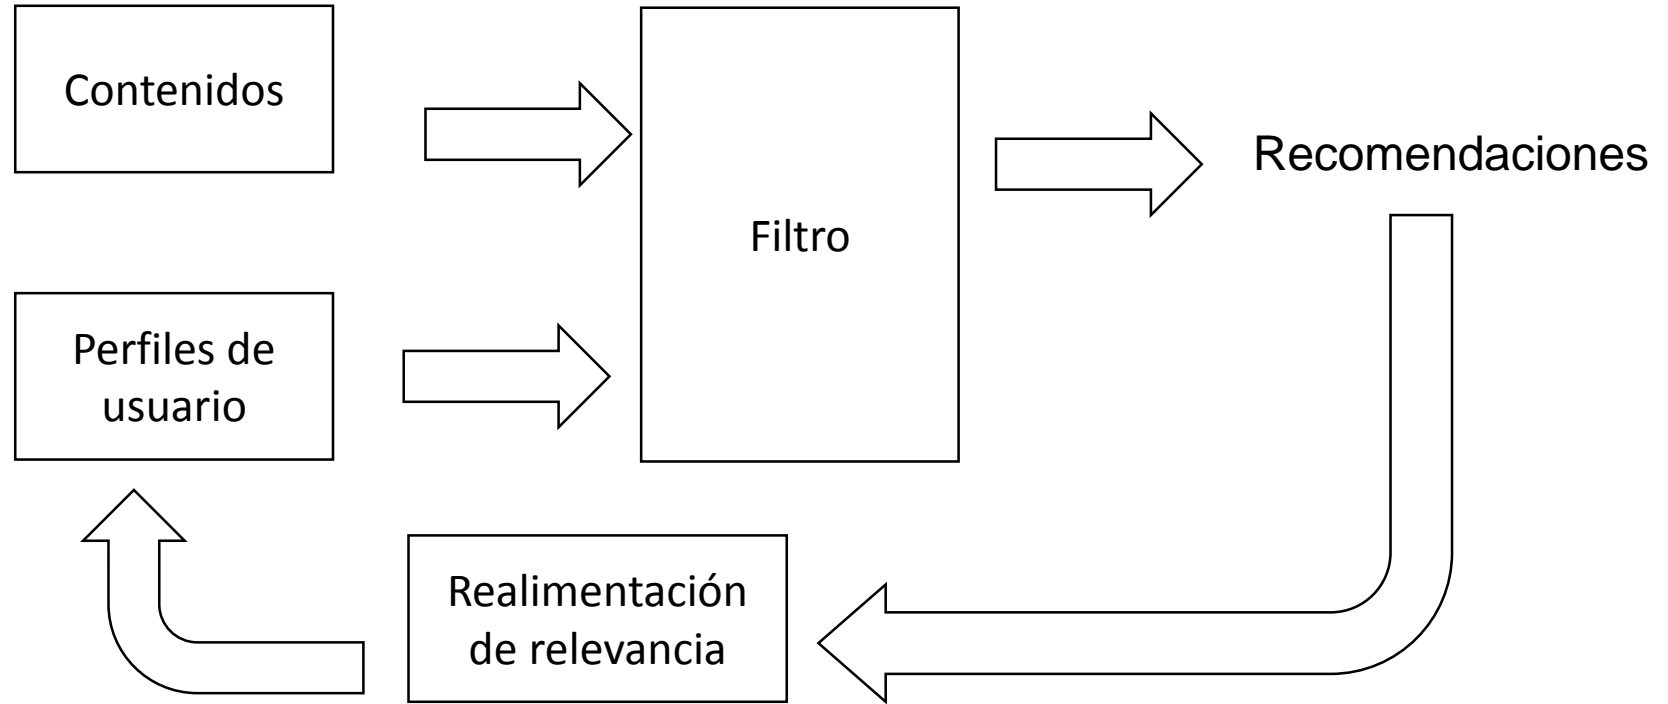 Contenidos
Filtro
Recomendaciones
Perfiles de
usuario
Realimentación
de relevancia